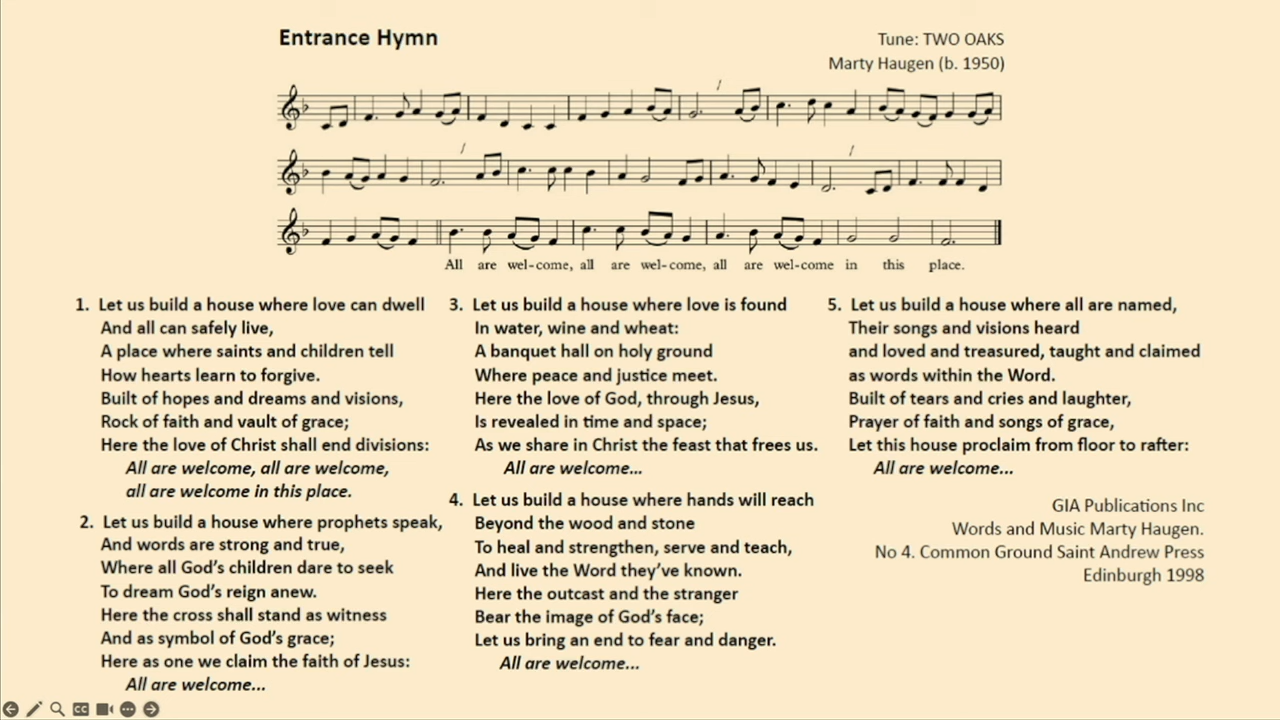 Entrance Hymn
Tune: TWO OAKS
Marty Haugen (b. 1950)
All are wel-come, all are wel-come, all are wel-come in this place.
1. Let us build a house where love can dwell
And all can safely live,
A place where saints and children tell
How hearts learn to forgive.
Built of hopes and dreams and visions,
Rock of faith and vault of grace;
Here the love of Christ shall end divisions:
All are welcome, all are welcome,
all are welcome in this place.
2. Let us build a house where prophets speak,
And words are strong and true,
Where all God's children dare to seek
To dream God's reign anew.
Here the cross shall stand as witness
And as symbol of God's grace;
Here as one we claim the faith of Jesus:
All are welcome...
3. Let us build a house where love is found
In water, wine and wheat:
A banquet hall on holy ground
Where peace and justice meet.
Here the love of God, through Jesus,
Is revealed in time and space;
As we share in Christ the feast that frees us.
All are welcome...
4. Let us build a house where hands will reach
Beyond the wood and stone
To heal and strengthen, serve and teach,
And live the Word they've known.
Here the outcast and the stranger
Bear the image of God's face;
Let us bring an end to fear and danger.
All are welcome...
5. Let us build a house where all are named,
Their songs and visions heard
and loved and treasured, taught and claimed
as words within the Word.
Built of tears and cries and laughter,
Prayer of faith and songs of grace,
Let this house proclaim from floor to rafter:
All are welcome...
GIA Publications Inc
Words and Music Marty Haugen.
No 4. Common Ground Saint Andrew Press
Edinburgh 1998
CC